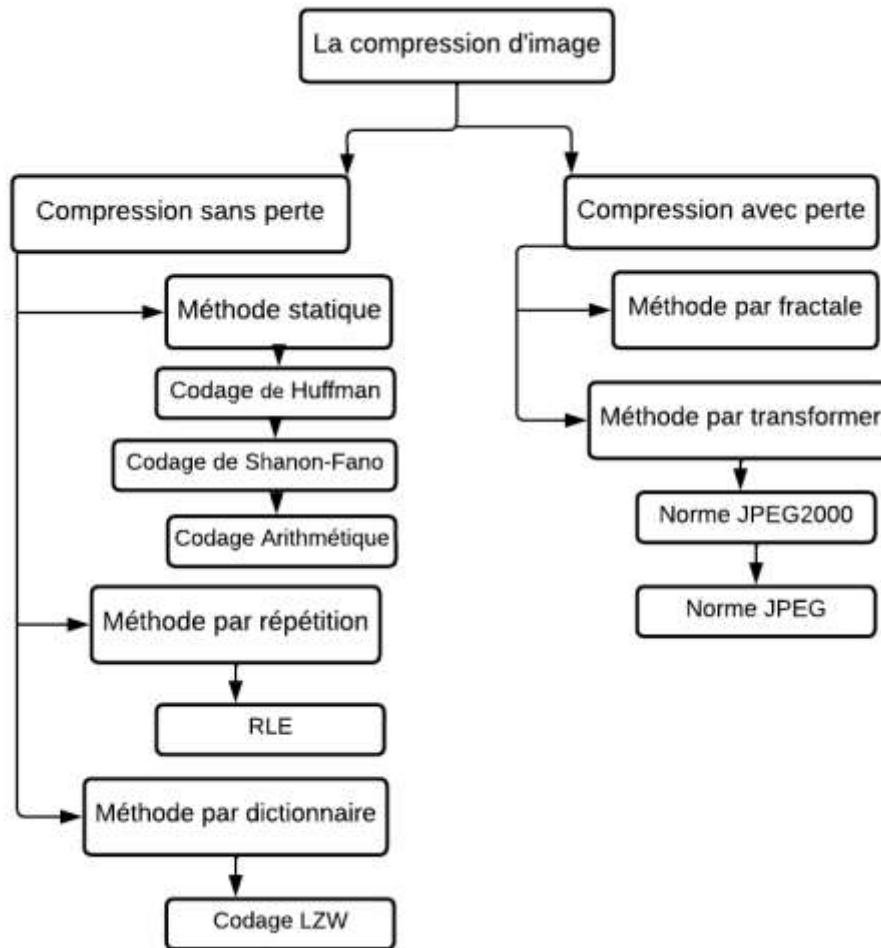 La compression d'image
Compression sans perte
Compression avec perte
Méthode statique
Méthode par fractale
Codage de Huffman
Méthode par transformer
Codage de Shanon-Fano
Norme JPEG2000
Codage Arithmétique
Norme JPEG
Méthode par répétition
RLE
Méthode par dictionnaire
Codage LZW